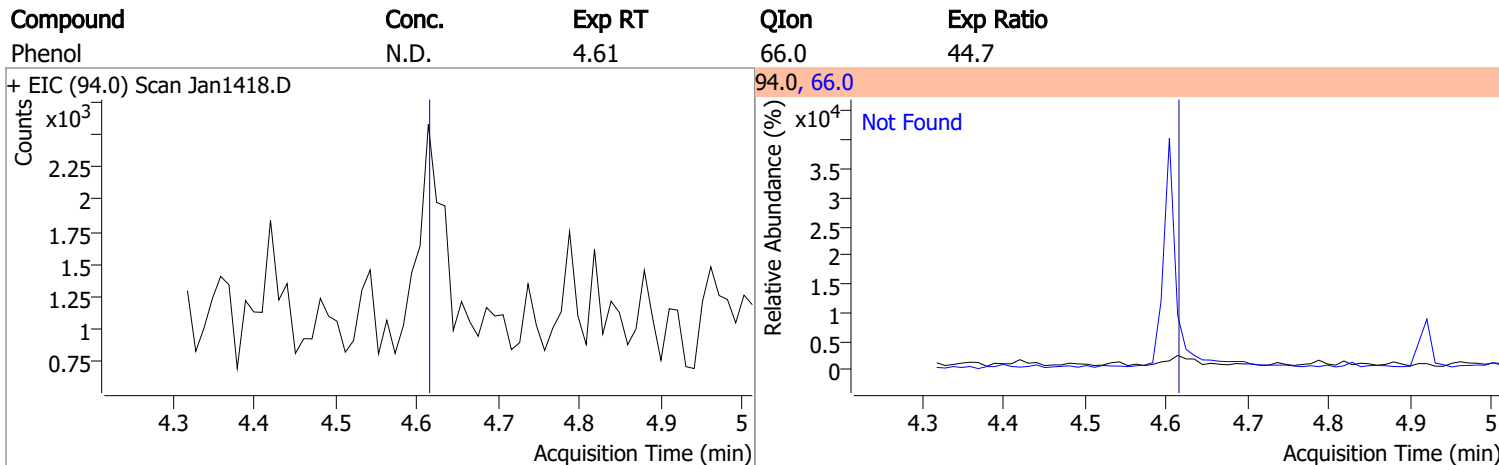 Compound Conc. Exp RT QIon Exp Ratio
Phenol N.D. 4.61 66.0 44.7
+ EIC (94.0) Scan Jan1418.D
Counts
x10³
2.25
2
1.75
1.5
1.25
1
0.75
4.3 4.4 4.5 4.6 4.7 4.8 4.9 5
Acquisition Time (min)
94.0, 66.0
Relative Abundance (%)
x10⁴
Not Found
3.5
3
2.5
2
1.5
1
0.5
0
4.3 4.4 4.5 4.6 4.7 4.8 4.9 5
Acquisition Time (min)